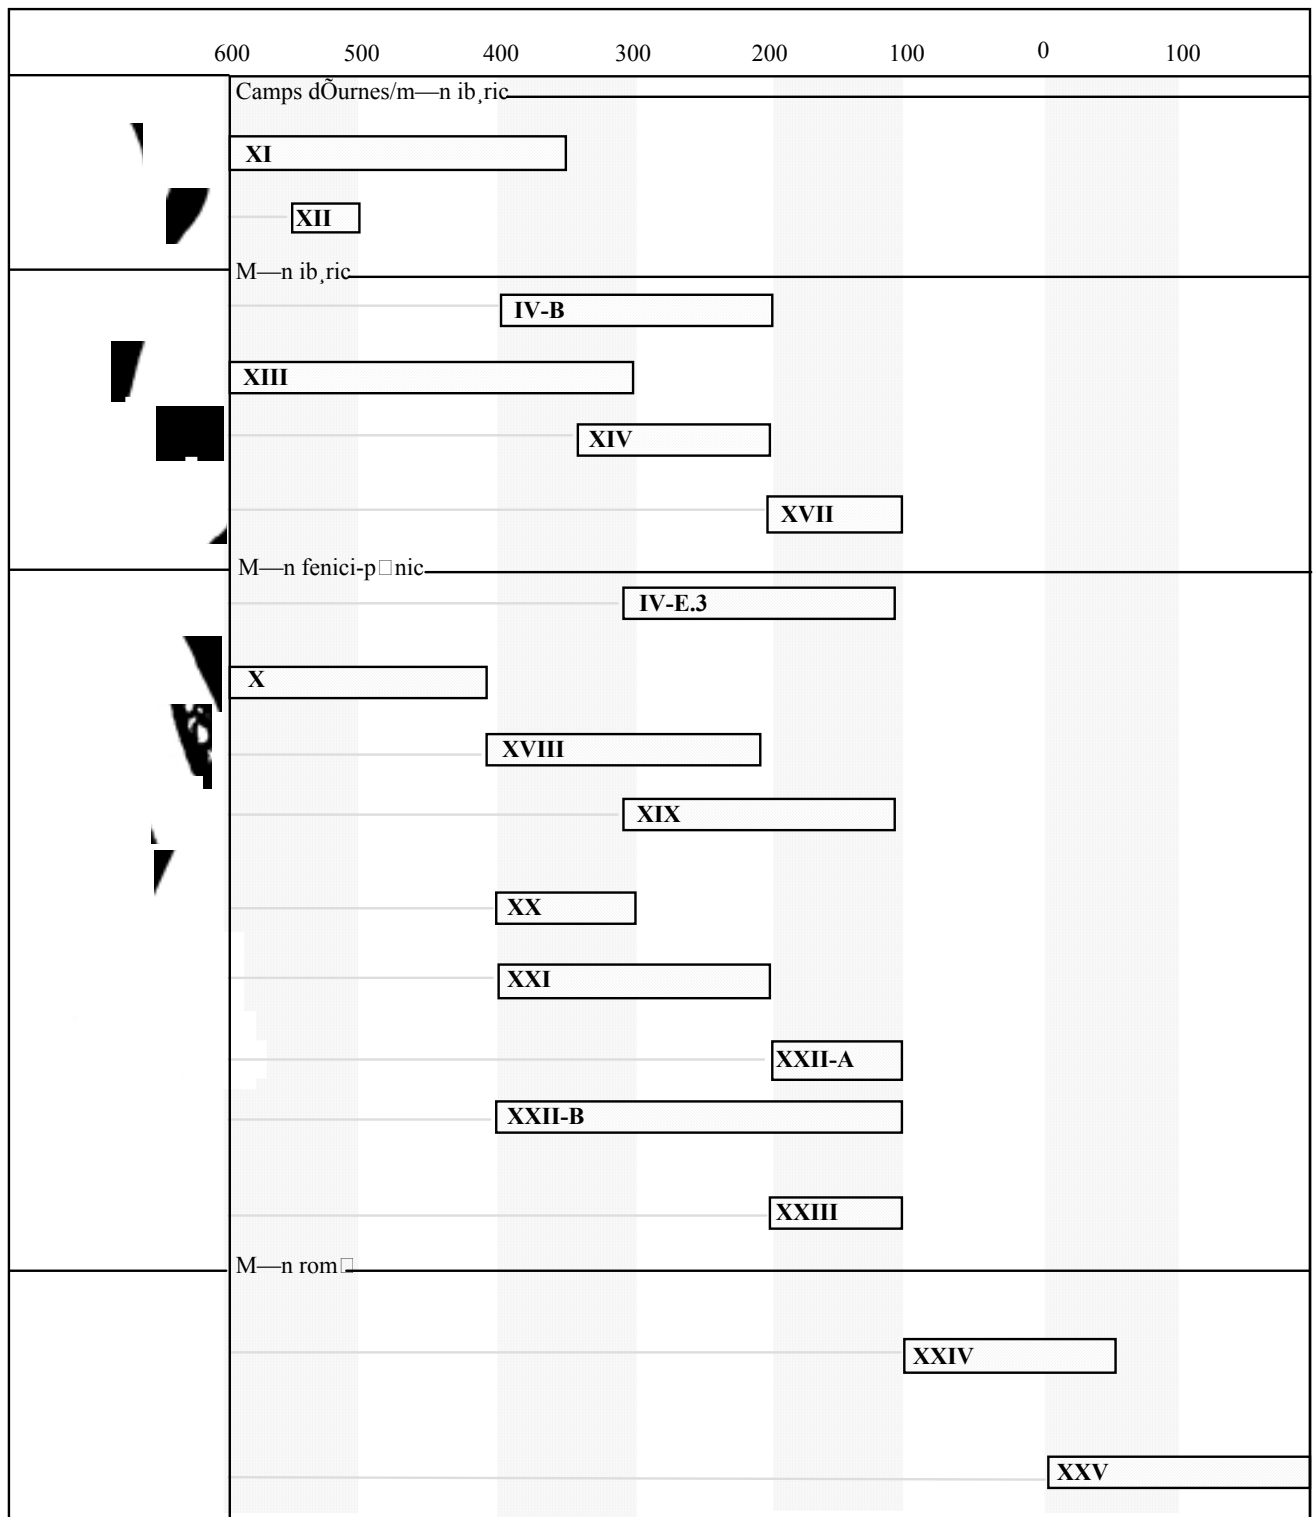 600 500 400 300 200 100 0 100
Camps dÕurnes/m—n ib¸ric
XI
XII
M—n ib¸ric
IV-B
XIII
XIV
XVII
M—n fenici-p□nic
IV-E.3
X
XVIII
XIX
XX
XXI
XXII-A
XXII-B
XXIII
M—n rom□
XXIV
XXV